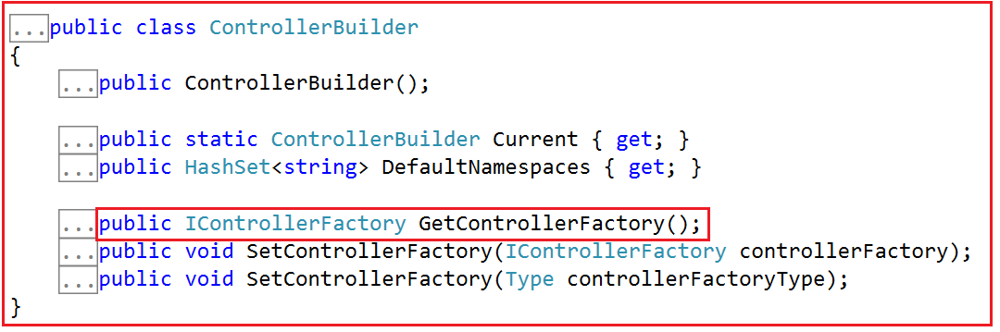 ...public class ControllerBuilder
{
...public ControllerBuilder();
...public static ControllerBuilder Current { get; }
...public HashSet<string> DefaultNamespaces { get; }
...public IControllerFactory GetControllerFactory();
...public void SetControllerFactory(IControllerFactory controllerFactory);
...public void SetControllerFactory(Type controllerFactoryType);
}